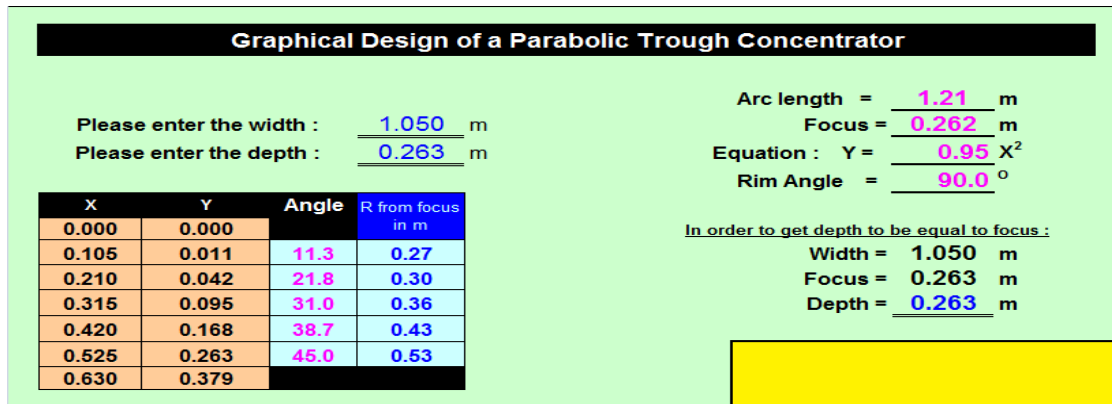 Graphical Design of a Parabolic Trough Concentrator
Please enter the width : 1.050 m
Please enter the depth : 0.263 m
Arc length = 1.21 m
Focus = 0.262 m
Equation : Y = 0.95 X²
Rim Angle = 90.0 ᴼ
X Y Angle R from focus in m
0.000 0.000
0.105 0.011 11.3 0.27
0.210 0.042 21.8 0.30
0.315 0.095 31.0 0.36
0.420 0.168 38.7 0.43
0.525 0.263 45.0 0.53
0.630 0.379
In order to get depth to be equal to focus :
Width = 1.050 m
Focus = 0.263 m
Depth = 0.263 m